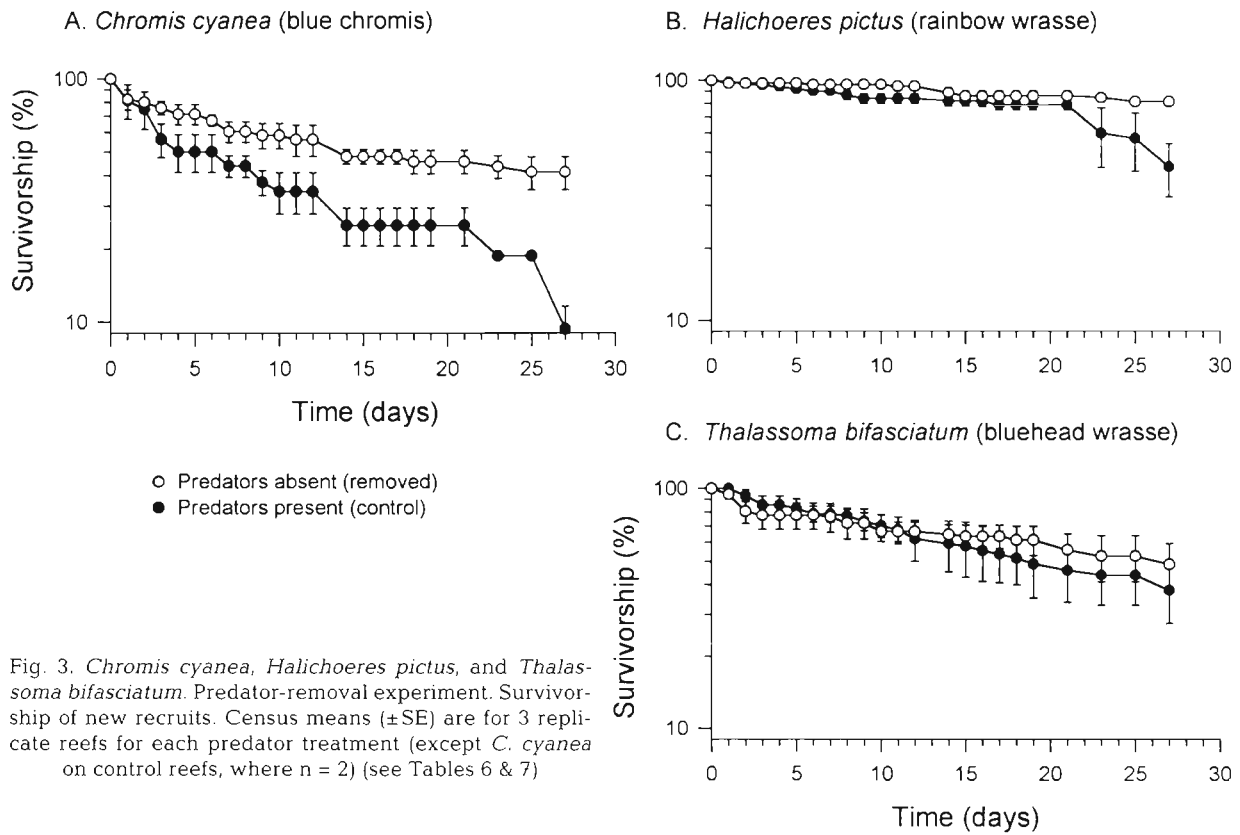 A. Chromis cyanea (blue chromis)
100
10
Survivorship (%)
0 5 10 15 20 25 30
Time (days)
B. Halichoeres pictus (rainbow wrasse)
100
10
0 5 10 15 20 25 30
○ Predators absent (removed)
● Predators present (control)
C. Thalassoma bifasciatum (bluehead wrasse)
100
10
Survivorship (%)
0 5 10 15 20 25 30
Time (days)
Fig. 3. Chromis cyanea, Halichoeres pictus, and Thalas-
soma bifasciatum. Predator-removal experiment. Survivor-
ship of new recruits. Census means (±SE) are for 3 repli-
cate reefs for each predator treatment (except C. cyanea
on control reefs, where n = 2) (see Tables 6 & 7)